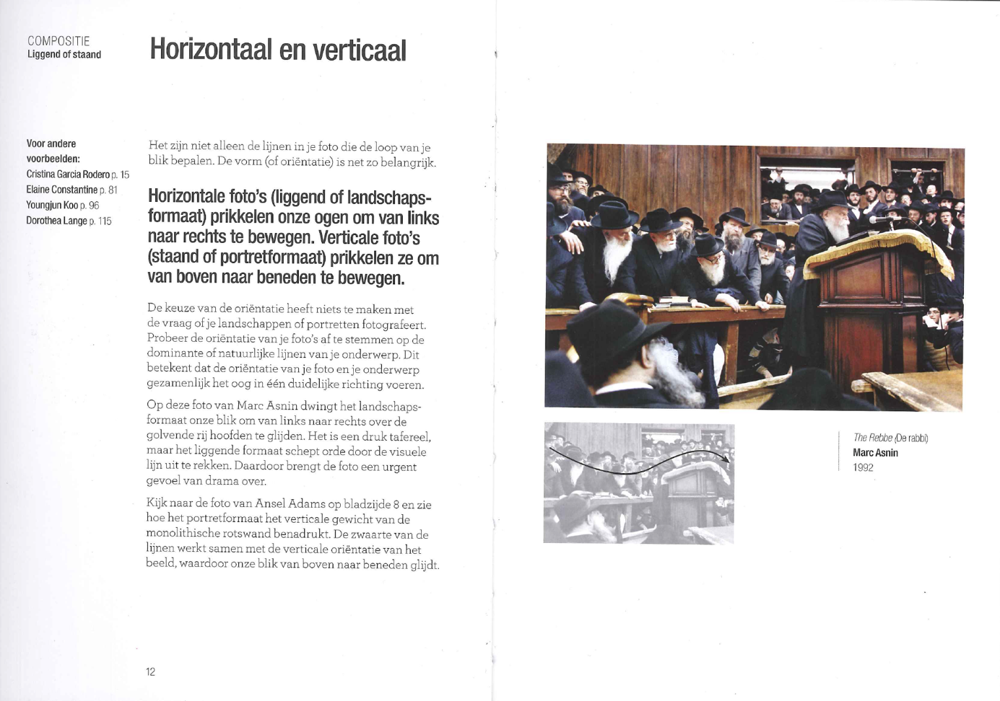 COMPOSITIE
Liggend of staand
Horizontaal en verticaal
Voor andere
voorbeelden:
Cristina Garcia Rodero p. 15
Elaine Constantine p. 81
Youngjun Koo p. 96
Dorothea Lange p. 115
Het zijn niet alleen de lijnen in je foto die de loop van je
blik bepalen. De vorm (of oriëntatie) is net zo belangrijk.
Horizontale foto's (liggend of landschaps-
formaat) prikkelen onze ogen om van links
naar rechts te bewegen. Verticale foto's
(staand of portretformaat) prikkelen ze om
van boven naar beneden te bewegen.
De keuze van de oriëntatie heeft niets te maken met
de vraag of je landschappen of portretten fotografeert.
Probeer de oriëntatie van je foto's af te stemmen op de
dominante of natuurlijke lijnen van je onderwerp. Dit
betekent dat de oriëntatie van je foto en je onderwerp
gezamenlijk het oog in één duidelijke richting voeren.
Op deze foto van Marc Asnin dwingt het landschaps-
formaat onze blik om van links naar rechts over de
golvende rij hoofden te glijden. Het is een druk tafereel,
maar het liggende formaat schept orde door de visuele
lijn uit te rekken. Daardoor brengt de foto een urgent
gevoel van drama over.
Kijk naar de foto van Ansel Adams op bladzijde 8 en zie
hoe het portretformaat het verticale gewicht van de
monolithische rotswand benadrukt. De zwaarte van de
lijnen werkt samen met de verticale oriëntatie van het
beeld, waardoor onze blik van boven naar beneden glijdt.
12
The Rebbe (De rabbi)
Marc Asnin
1992